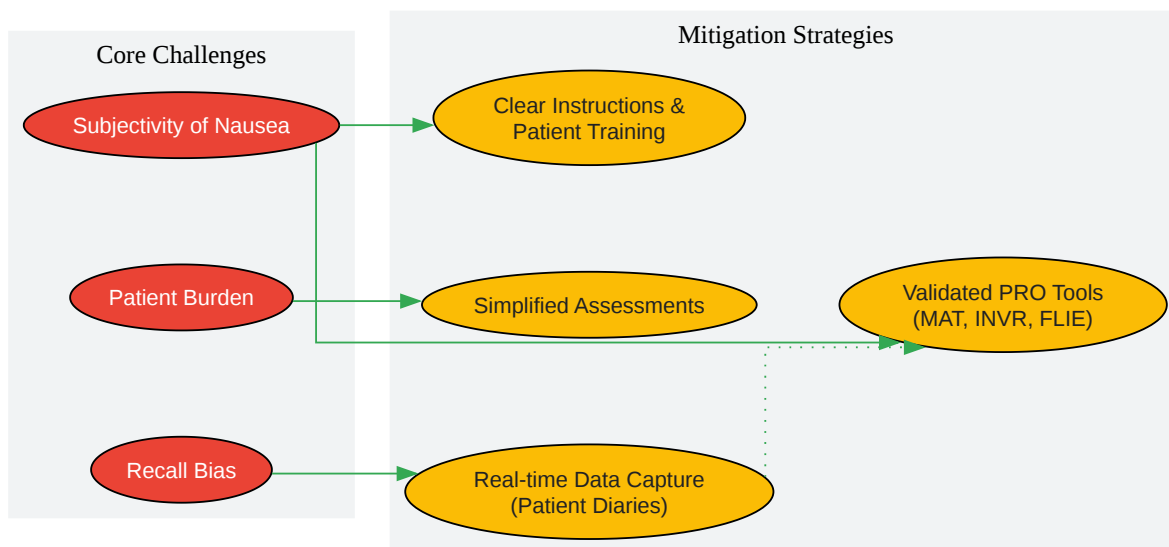 Core Challenges
Mitigation Strategies
Subjectivity of Nausea
Clear Instructions &
Patient Training
Patient Burden
Simplified Assessments
Validated PRO Tools
(MAT, INVR, FLIE)
Recall Bias
Real-time Data Capture
(Patient Diaries)